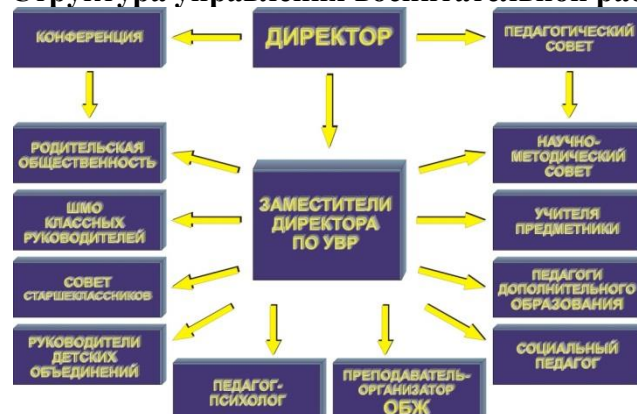 Структура управления воспитательной
КОНФЕРЕНЦИЯ
ДИРЕКТОР
ПЕДАГОГИЧЕСКИЙ
СОВЕТ
РОДИТЕЛЬСКАЯ
ОБЩЕСТВЕННОСТЬ
ЗАМЕСТИТЕЛИ
ДИРЕКТОРА
ПО УВР
НАУЧНО-
МЕТОДИЧЕСКИЙ
СОВЕТ
ШМО
КЛАССНЫХ
РУКОВОДИТЕЛЕЙ
УЧИТЕЛЯ
ПРЕДМЕТНИКИ
СОВЕТ
СТАРШЕКЛАССНИКОВ
ПЕДАГОГИ
ДОПОЛНИТЕЛЬНОГО
ОБРАЗОВАНИЯ
РУКОВОДИТЕЛИ
ДЕТСКИХ
ОБЪЕДИНЕНИЙ
СОЦИАЛЬНЫЙ
ПЕДАГОГ
ПЕДАГОГ-
ПСИХОЛОГ
ПРЕПОДАВАТЕЛЬ-
ОРГАНИЗАТОР
ОБЖ